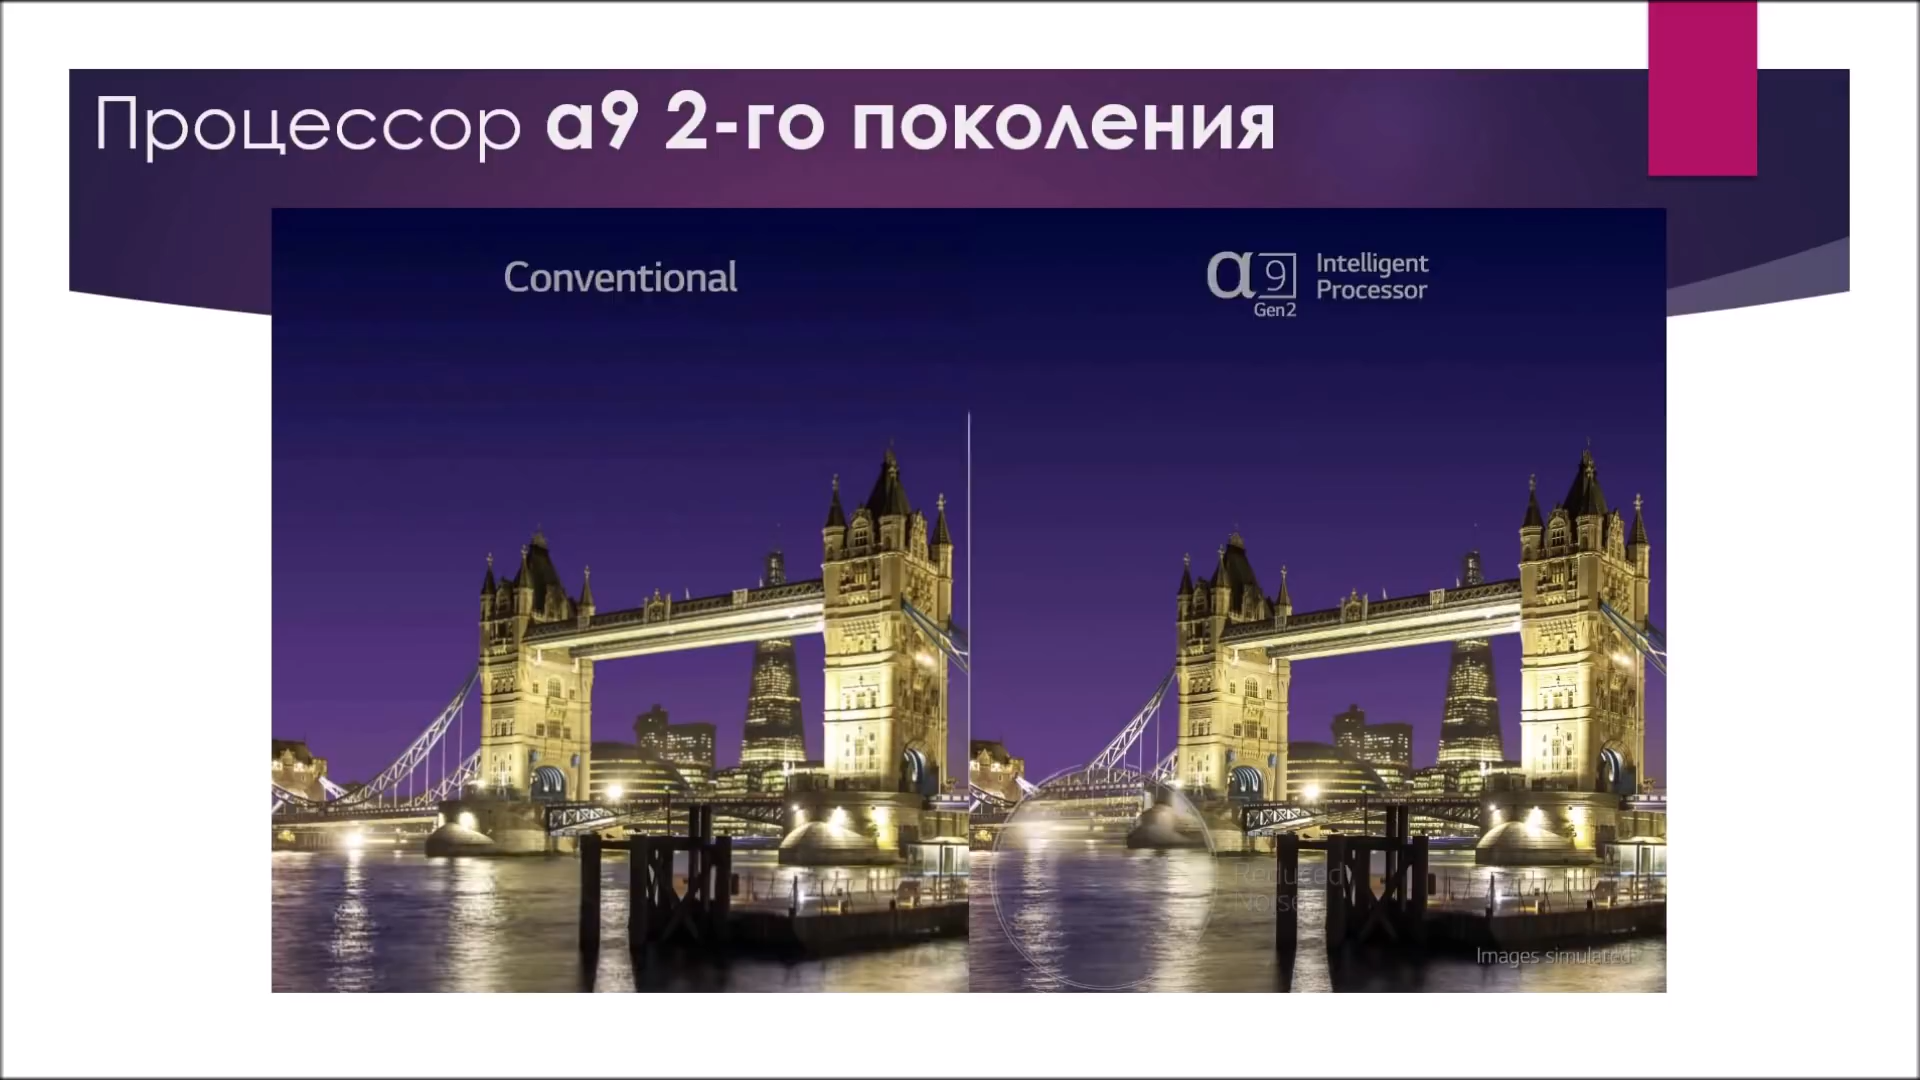 Процессор α9 2-го поколения
Conventional
α9 Intelligent
Processor
Gen2
Reduced
Noise
Images simulated